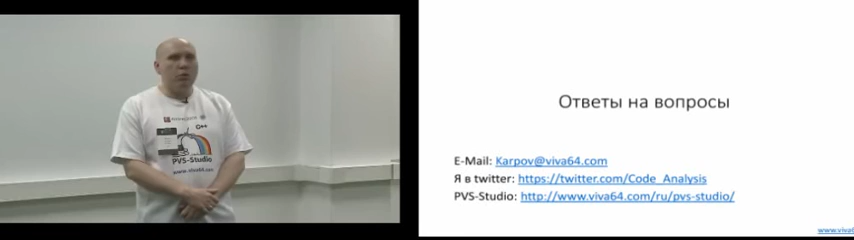 C++
PVS-Studio
www.viva64.com
Ответы на вопросы
E-Mail: Karpov@viva64.com
Я в twitter: https://twitter.com/Code_Analysis
PVS-Studio: http://www.viva64.com/ru/pvs-studio/